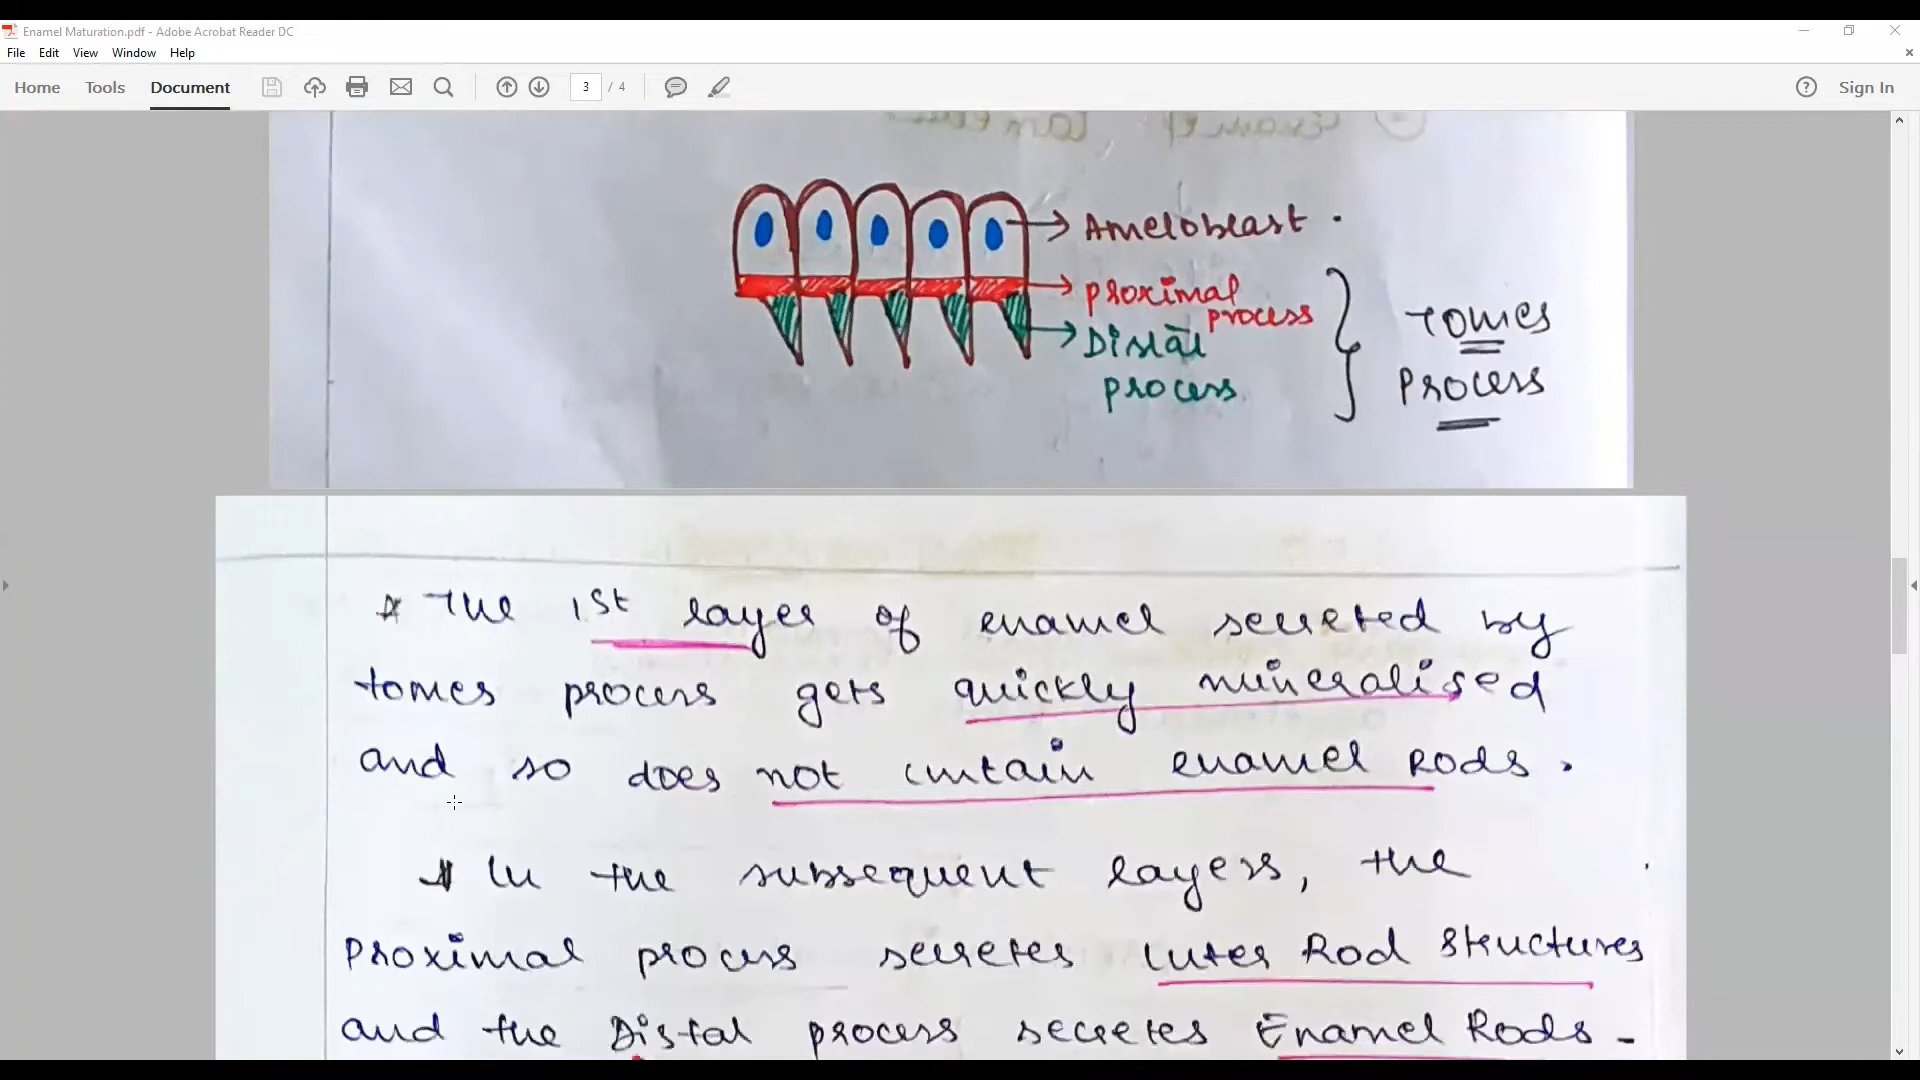 Enamel Maturation.pdf - Adobe Acrobat Reader DC
File Edit View Window Help
Home Tools Document 3 / 4 Sign In
Ameloblast .
proximal
process
Distal
process
Tomes
Process
* The 1st layer of enamel secreted by
tomes process gets quickly mineralised
and so does not contain enamel Rods .
* In the subsequent layers, the
Proximal process secretes Inter Rod Structures
and the Distal process secretes Enamel Rods -